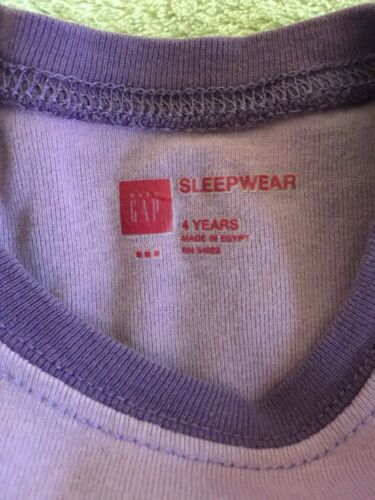 GAP
SLEEPWEAR
4 YEARS
MADE IN EGYPT
RN 54023